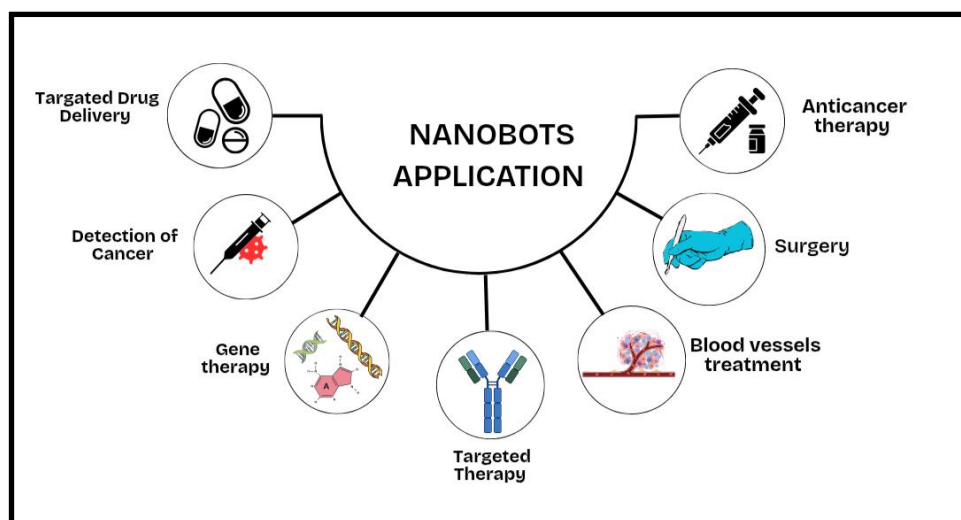 NANOBOTS
APPLICATION
Targated Drug
Delivery
Detection of
Cancer
Gene
therapy
A
Targeted
Therapy
Blood vessels
treatment
Surgery
Anticancer
therapy